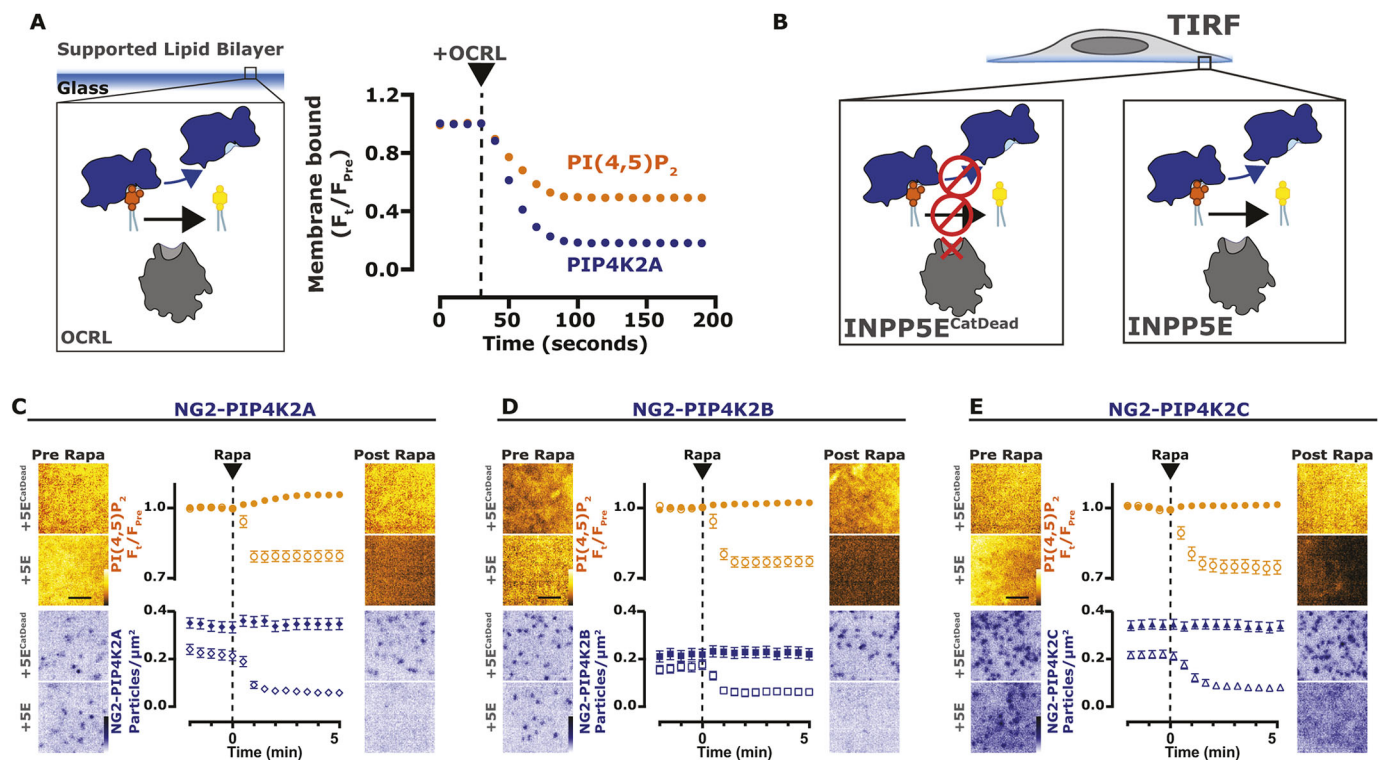 A
Supported Lipid Bilayer
Glass
OCRL
+OCRL
Membrane bound
(Ft/FPre)
1.2
0.8
0.4
0.0
PI(4,5)P2
PIP4K2A
0
50
100
150
200
Time (seconds)
B
TIRF
INPP5ECatDead
INPP5E
C
NG2-PIP4K2A
Pre Rapa
Rapa
Post Rapa
+5ECatDead
+5E
+5ECatDead
+5E
PI(4,5)P2
Ft/FPre
1.0
0.7
NG2-PIP4K2A
Particles/µm²
0.4
0.2
0.0
0
5
Time (min)
D
NG2-PIP4K2B
Pre Rapa
Rapa
Post Rapa
+5ECatDead
+5E
+5ECatDead
+5E
PI(4,5)P2
Ft/FPre
1.0
0.7
NG2-PIP4K2B
Particles/µm²
0.4
0.2
0.0
0
5
Time (min)
E
NG2-PIP4K2C
Pre Rapa
Rapa
Post Rapa
+5ECatDead
+5E
+5ECatDead
+5E
PI(4,5)P2
Ft/FPre
1.0
0.7
NG2-PIP4K2C
Particles/µm²
0.4
0.2
0.0
0
5
Time (min)